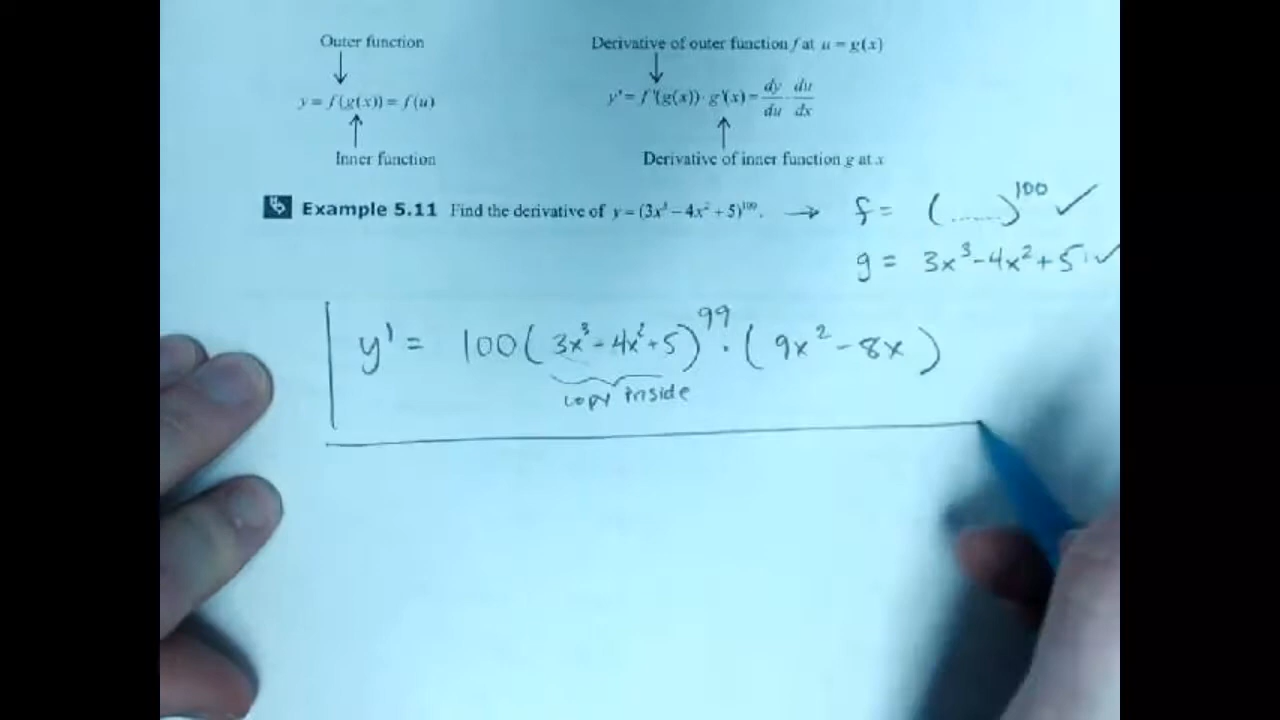 Outer function
Derivative of outer function f at u = g(x)
y = f(g(x)) = f(u)
y' = f'(g(x)) · g'(x) = dy/du · du/dx
Inner function
Derivative of inner function g at x
Example 5.11 Find the derivative of y = (3x³ – 4x² + 5)¹⁰⁰. → f = (......)¹⁰⁰ ✓
g = 3x³-4x²+5 ✓
y' = 100(3x³-4x²+5)⁹⁹·(9x²-8x)
copy inside